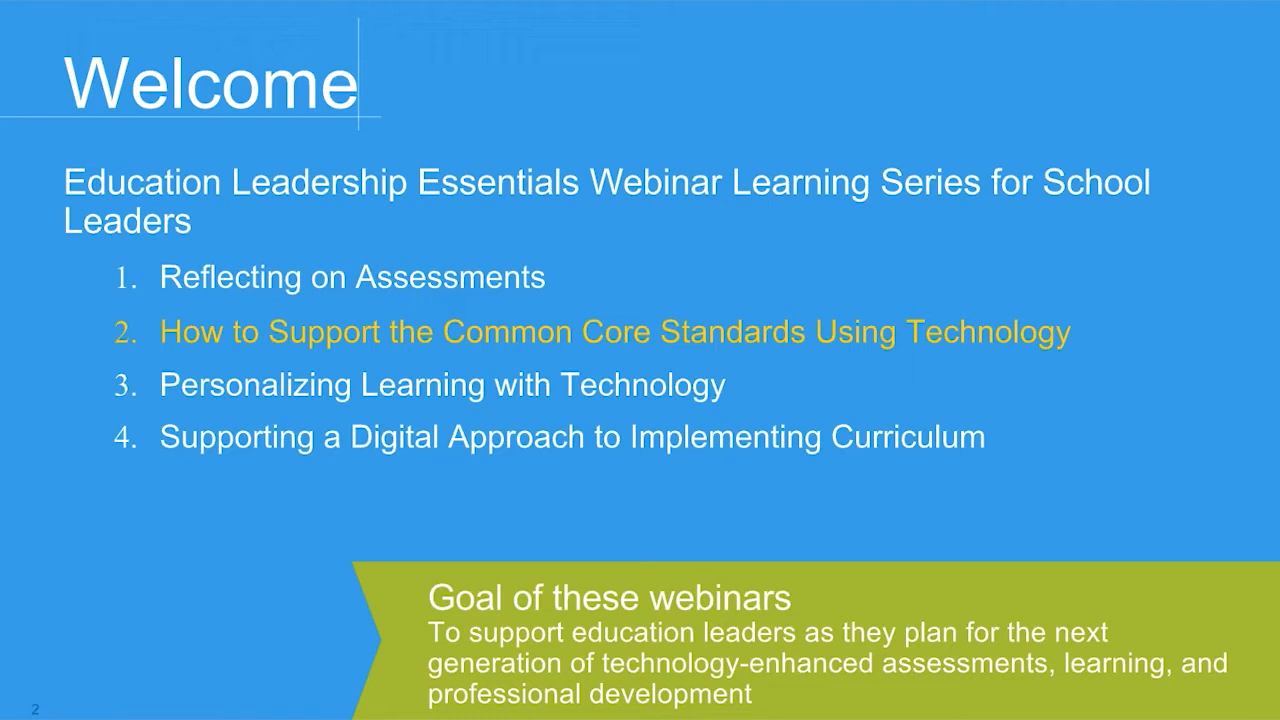 Welcome
Education Leadership Essentials Webinar Learning Series for School
Leaders
1. Reflecting on Assessments
2. How to Support the Common Core Standards Using Technology
3. Personalizing Learning with Technology
4. Supporting a Digital Approach to Implementing Curriculum
Goal of these webinars
To support education leaders as they plan for the next
generation of technology-enhanced assessments, learning, and
professional development
2